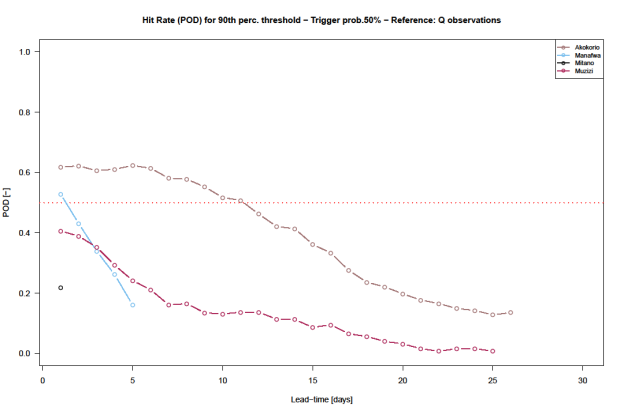 Hit Rate (POD) for 90th perc. threshold − Trigger prob.50% − Reference: Q observations
Akokorio
Manafwa
Mitano
Muzizi
POD [−]
1.0
0.8
0.6
0.4
0.2
0.0
0 5 10 15 20 25 30
Lead−time [days]